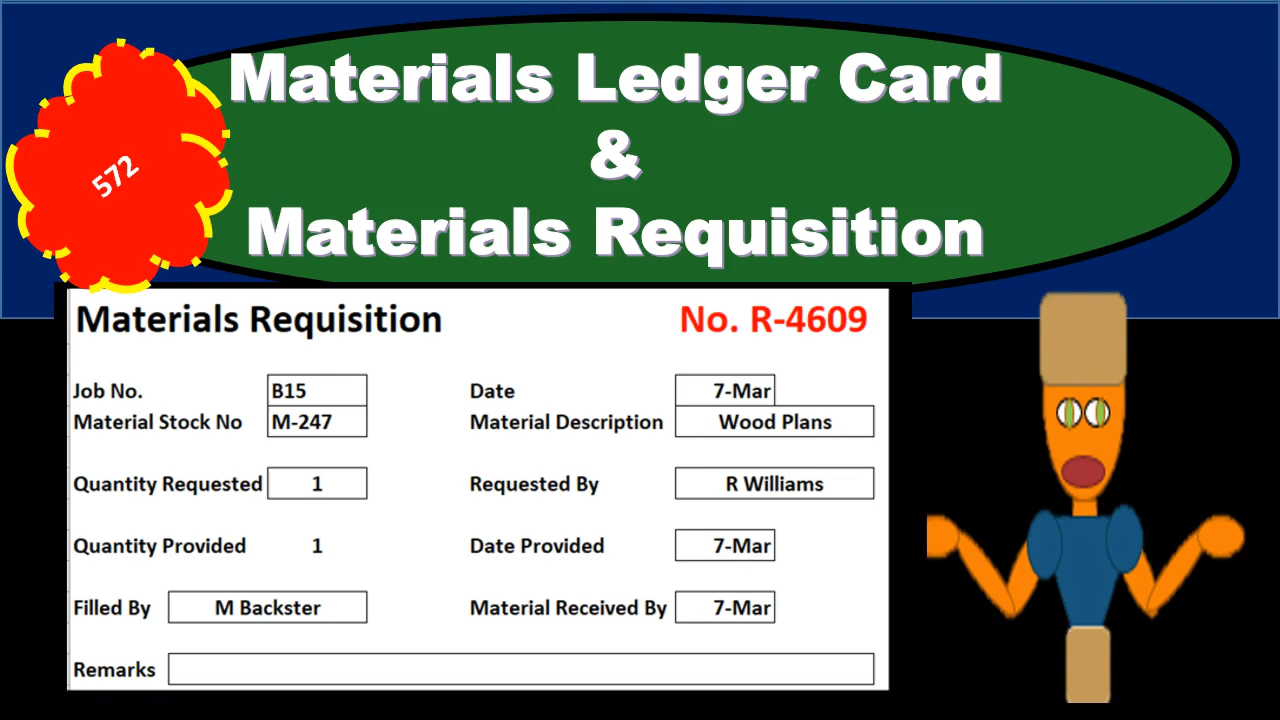 Materials Ledger Card
&
Materials Requisition
572
Materials Requisition No. R-4609
Job No. B15 Date 7-Mar
Material Stock No M-247 Material Description Wood Plans
Quantity Requested 1 Requested By R Williams
Quantity Provided 1 Date Provided 7-Mar
Filled By M Backster Material Received By 7-Mar
Remarks